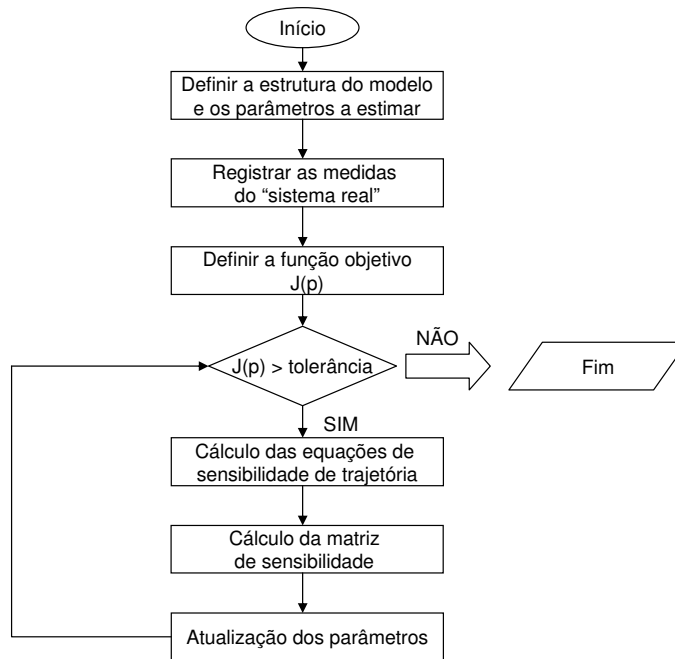 Início
Definir a estrutura do modelo
e os parâmetros a estimar
Registrar as medidas
do “sistema real”
Definir a função objetivo
J(p)
J(p) > tolerância
NÃO
Fim
SIM
Cálculo das equações de
sensibilidade de trajetória
Cálculo da matriz
de sensibilidade
Atualização dos parâmetros